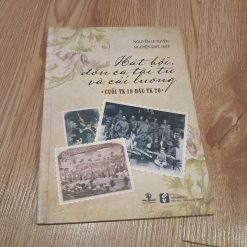 NGUYỄN LÊ TUYÊN
NGUYỄN ĐỨC HIỆP
Hát bội,
đờn ca tài tử
và cải lương
• CUỐI TK 19 ĐẦU TK 20 •